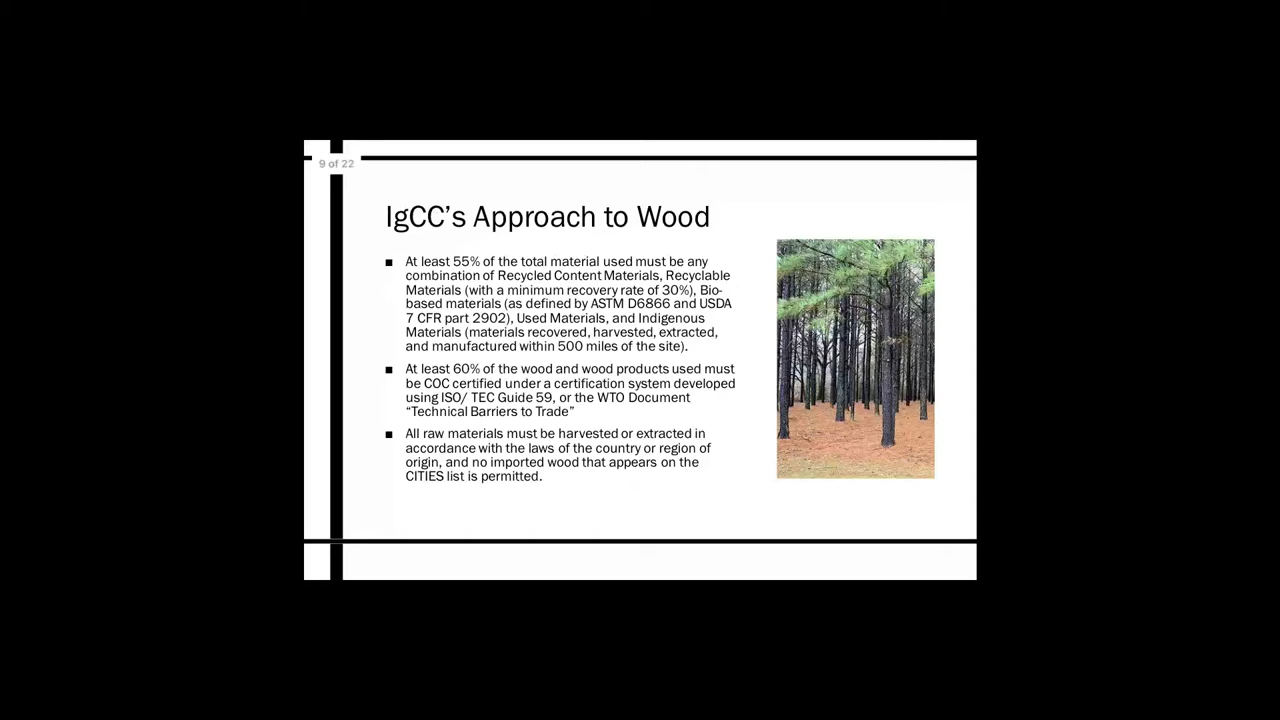 9 of 22
IgCC’s Approach to Wood
■ At least 55% of the total material used must be any
combination of Recycled Content Materials, Recyclable
Materials (with a minimum recovery rate of 30%), Bio-
based materials (as defined by ASTM D6866 and USDA
7 CFR part 2902), Used Materials, and Indigenous
Materials (materials recovered, harvested, extracted,
and manufactured within 500 miles of the site).
■ At least 60% of the wood and wood products used must
be COC certified under a certification system developed
using ISO/ TEC Guide 59, or the WTO Document
“Technical Barriers to Trade”
■ All raw materials must be harvested or extracted in
accordance with the laws of the country or region of
origin, and no imported wood that appears on the
CITIES list is permitted.